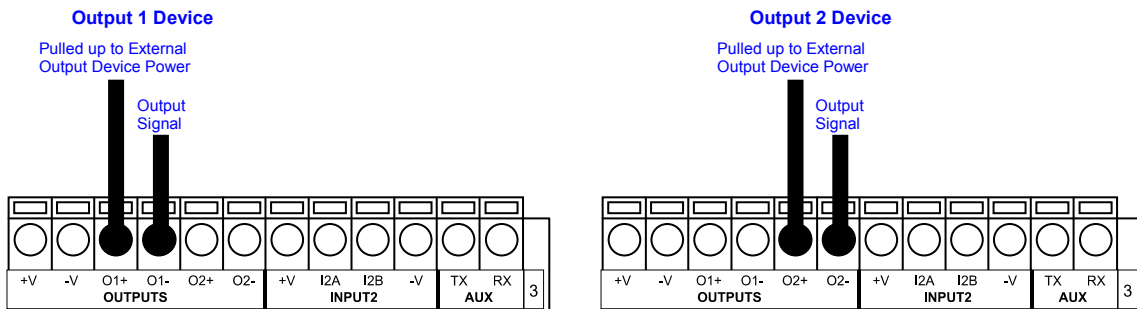 Output 1 Device
Pulled up to External
Output Device Power
Output
Signal
+V -V O1+ O1- O2+ O2- +V I2A I2B -V TX RX 3
OUTPUTS INPUT2 AUX
Output 2 Device
Pulled up to External
Output Device Power
Output
Signal
+V -V O1+ O1- O2+ O2- +V I2A I2B -V TX RX 3
OUTPUTS INPUT2 AUX